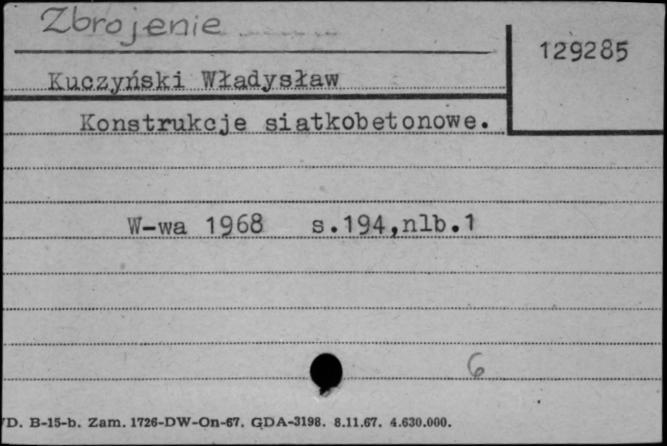 Zbrojenie
129285
Kuczyński Władysław
Konstrukcje siatkobetonowe.
W-wa 1968 s.194,nlb.1
6
D. B-15-b. Zam. 1726-DW-On-67. GDA-3198. 8.11.67. 4.630.000.